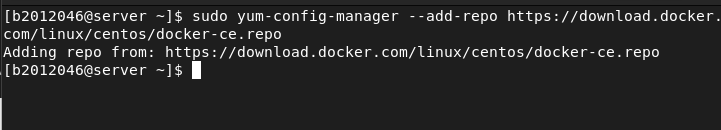 [b2012046@server ~]$ sudo yum-config-manager --add-repo https://download.docker.
com/linux/centos/docker-ce.repo
Adding repo from: https://download.docker.com/linux/centos/docker-ce.repo
[b2012046@server ~]$